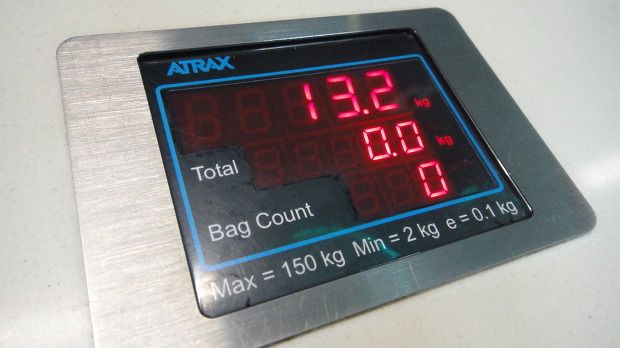 ATRAX
13.2 kg
Total 0.0 kg
Bag Count 0
Max = 150 kg Min = 2 kg e = 0.1 kg